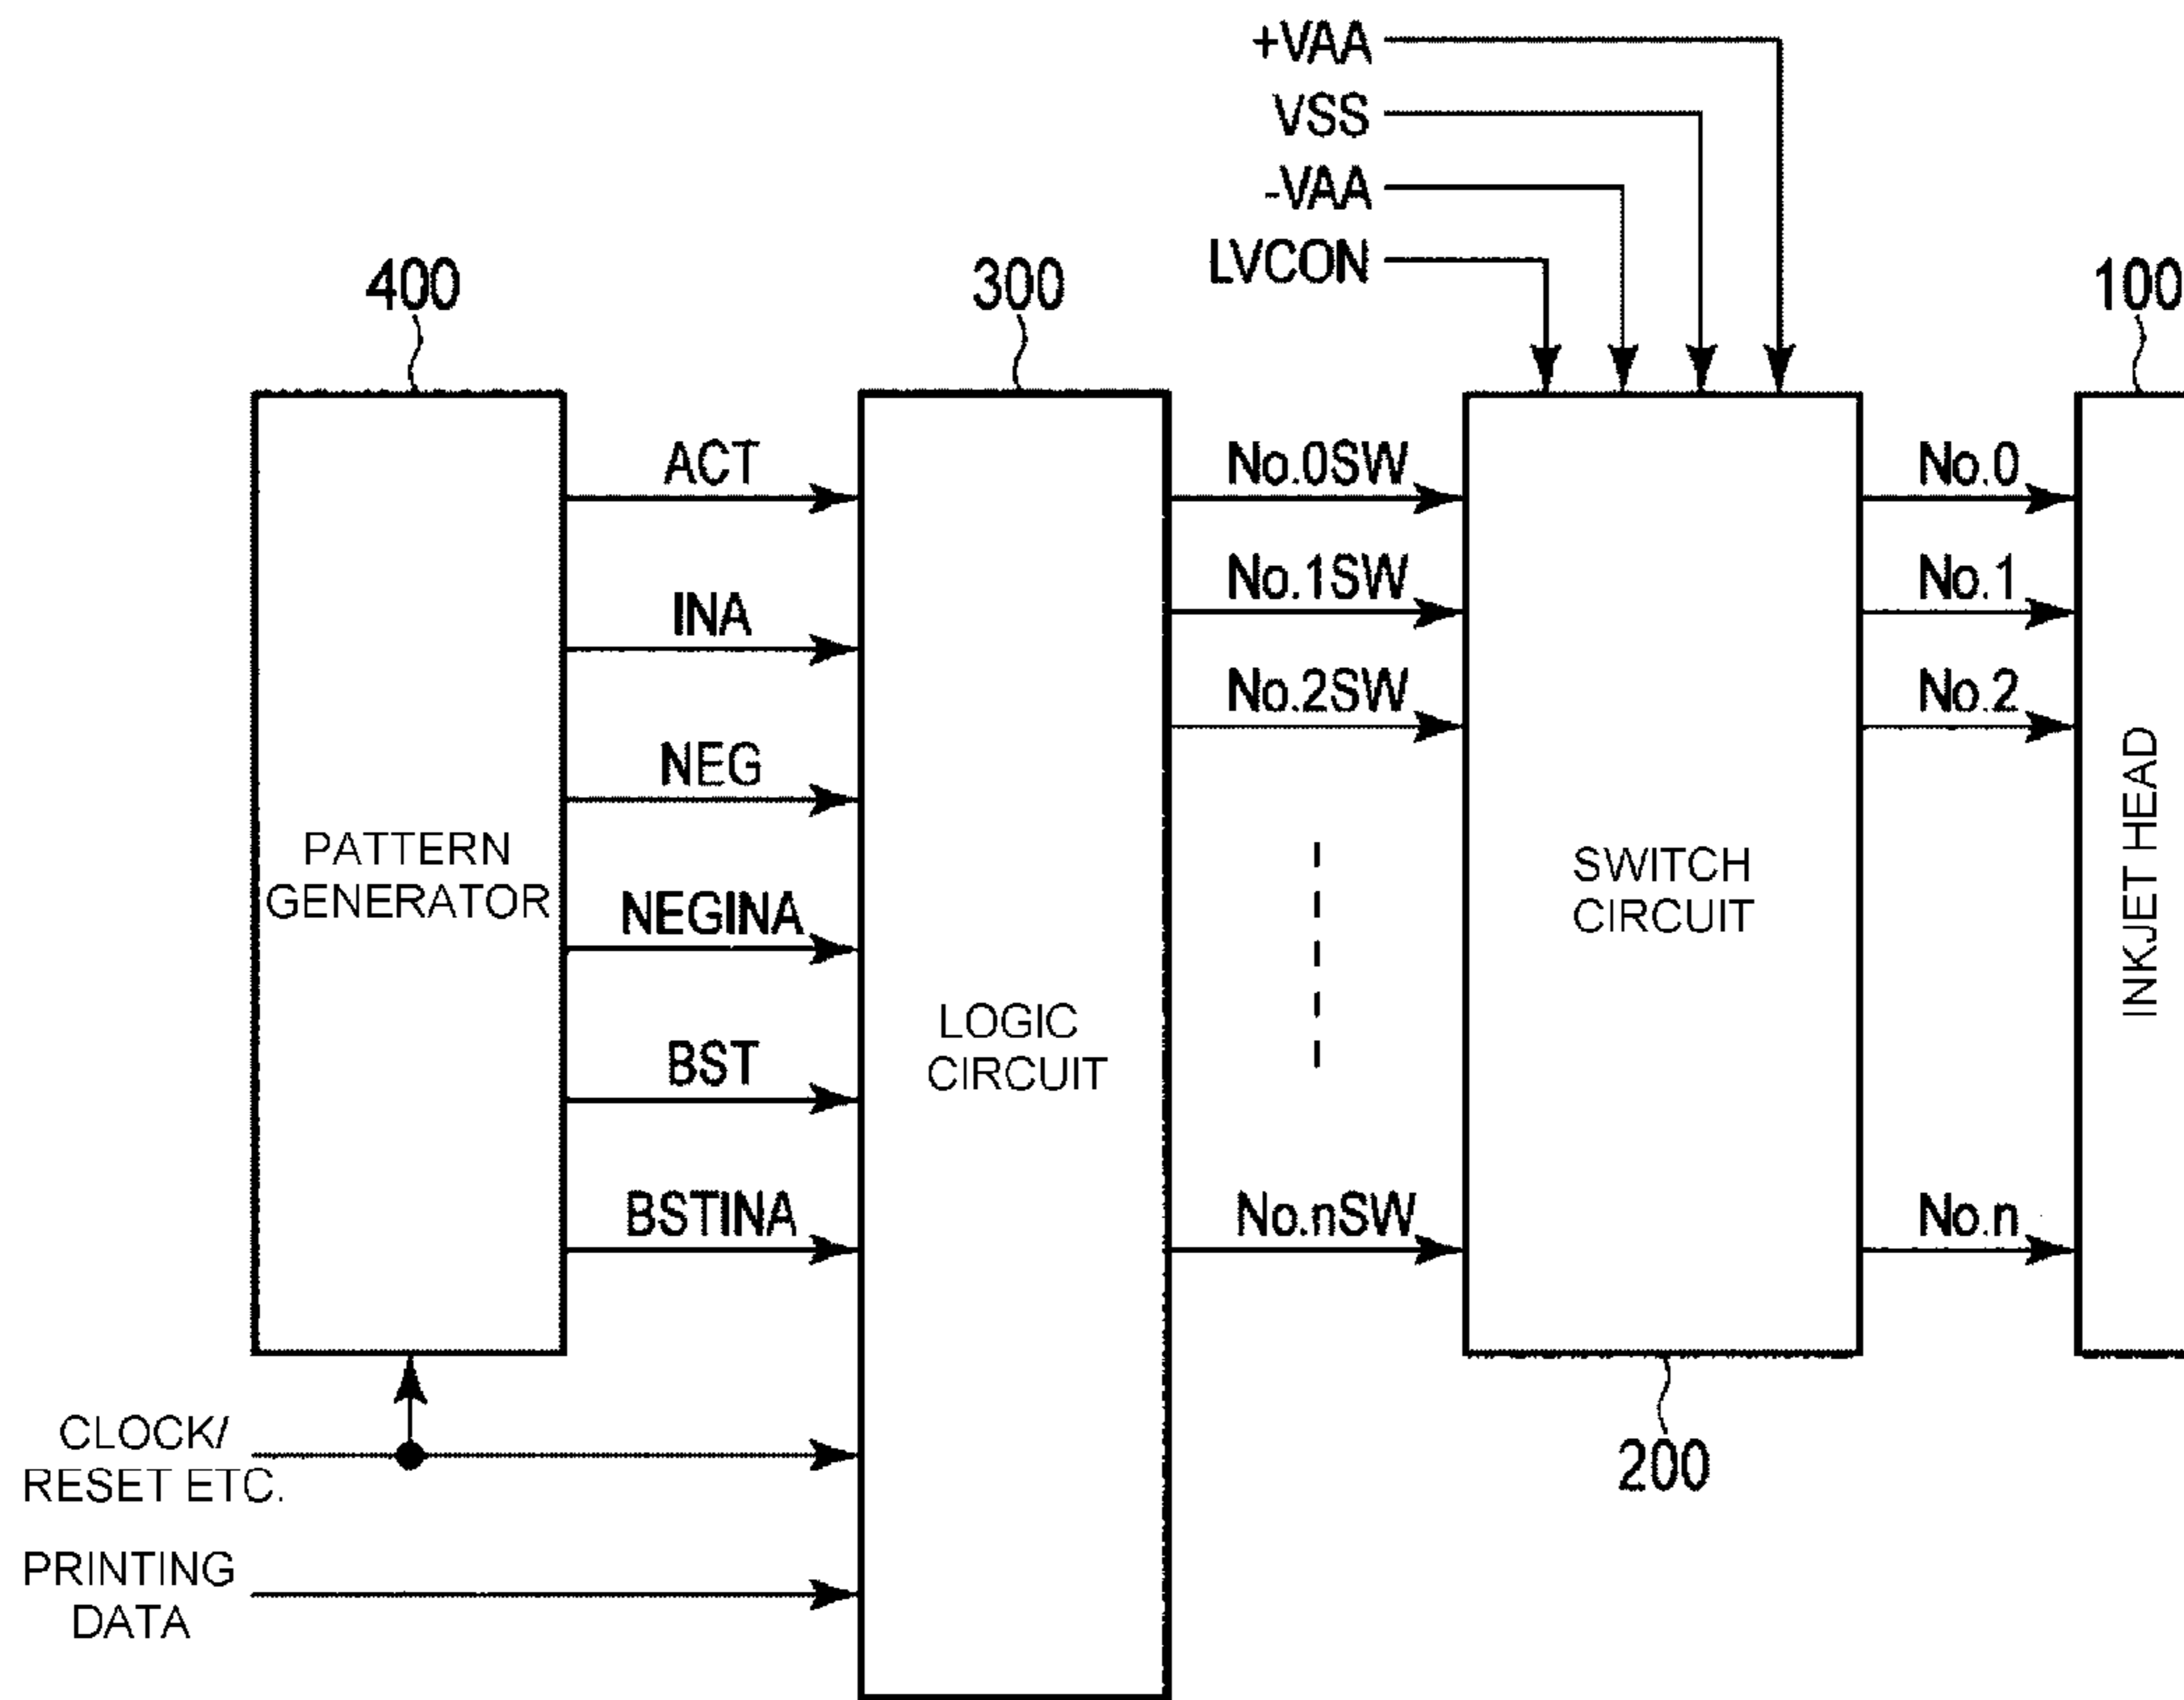 +VAA
VSS
-VAA
LVCON
400
300
100
ACT
INA
NEG
NEGINA
BST
BSTINA
No.0SW
No.1SW
No.2SW
No.nSW
No.0
No.1
No.2
No.n
PATTERN
GENERATOR
LOGIC
CIRCUIT
SWITCH
CIRCUIT
INKJET HEAD
200
CLOCK/
RESET ETC.
PRINTING
DATA